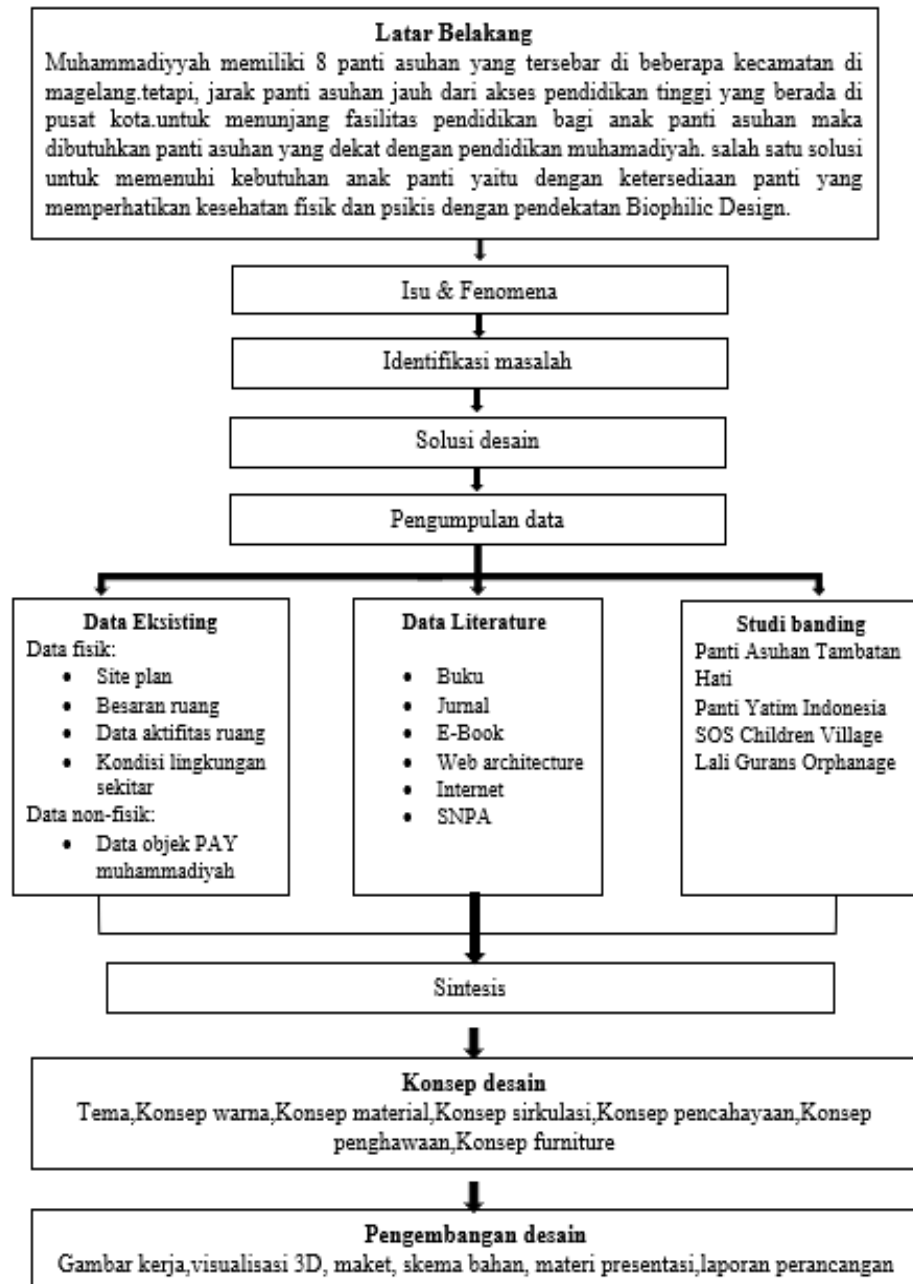 Latar Belakang
Muhammadiyyah memiliki 8 panti asuhan yang tersebar di beberapa kecamatan di
magelang.tetapi, jarak panti asuhan jauh dari akses pendidikan tinggi yang berada di
pusat kota.untuk menunjang fasilitas pendidikan bagi anak panti asuhan maka
dibutuhkan panti asuhan yang dekat dengan pendidikan muhamadiyah. salah satu solusi
untuk memenuhi kebutuhan anak panti yaitu dengan ketersediaan panti yang
memperhatikan kesehatan fisik dan psikis dengan pendekatan Biophilic Design.
Isu & Fenomena
Identifikasi masalah
Solusi desain
Pengumpulan data
Data Eksisting
Data fisik:
• Site plan
• Besaran ruang
• Data aktifitas ruang
• Kondisi lingkungan
sekitar
Data non-fisik:
• Data objek PAY
muhammadiyah
Data Literature
• Buku
• Jurnal
• E-Book
• Web architecture
• Internet
• SNPA
Studi banding
Panti Asuhan Tambatan
Hati
Panti Yatim Indonesia
SOS Children Village
Lali Gurans Orphanage
Sintesis
Konsep desain
Tema,Konsep warna,Konsep material,Konsep sirkulasi,Konsep pencahayaan,Konsep
penghawaan,Konsep furniture
Pengembangan desain
Gambar kerja,visualisasi 3D, maket, skema bahan, materi presentasi,laporan perancangan